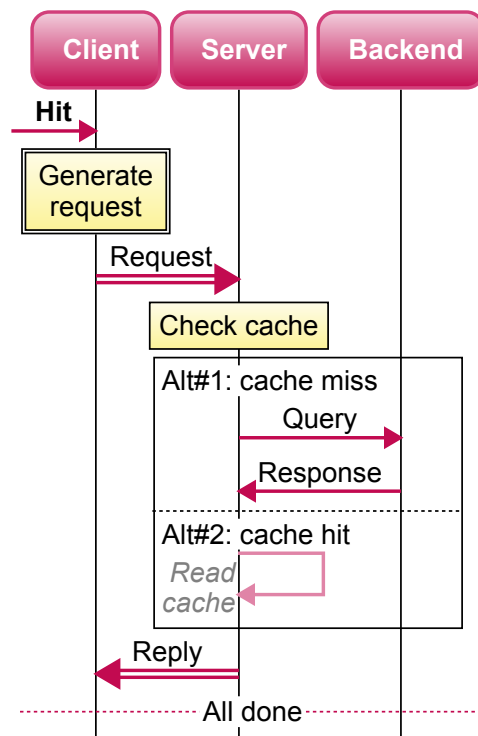 Client
Server
Backend
Hit
Generate
request
Request
Check cache
Alt#1: cache miss
Query
Response
Alt#2: cache hit
Read
cache
Reply
All done